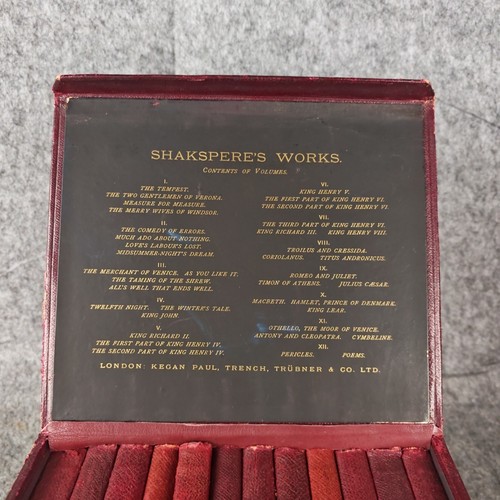 SHAKSPERE'S WORKS.
CONTENTS OF VOLUMES.
I.
THE TEMPEST.
THE TWO GENTLEMEN OF VERONA.
MEASURE FOR MEASURE.
THE MERRY WIVES OF WINDSOR.
II.
THE COMEDY OF ERRORS.
MUCH ADO ABOUT NOTHING.
LOVE'S LABOUR'S LOST.
MIDSUMMER-NIGHT'S DREAM.
III.
THE MERCHANT OF VENICE. AS YOU LIKE IT.
THE TAMING OF THE SHREW.
ALL'S WELL THAT ENDS WELL.
IV.
TWELFTH NIGHT. THE WINTER'S TALE.
KING JOHN
V.
KING RICHARD II.
THE FIRST PART OF KING HENRY IV.
THE SECOND PART OF KING HENRY IV.
VI.
KING HENRY V.
THE FIRST PART OF KING HENRY VI.
THE SECOND PART OF KING HENRY VI.
VII.
THE THIRD PART OF KING HENRY VI.
KING RICHARD III. KING HENRY VIII.
VIII.
TROILUS AND CRESSIDA.
CORIOLANUS. TITUS ANDRONICUS.
IX.
ROMEO AND JULIET.
TIMON OF ATHENS. JULIUS CÆSAR.
X.
MACBETH. HAMLET, PRINCE OF DENMARK.
KING LEAR.
XI.
OTHELLO, THE MOOR OF VENICE.
ANTONY AND CLEOPATRA. CYMBELINE.
XII.
PERICLES. POEMS.
LONDON: KEGAN PAUL, TRENCH, THÜBNER & CO. LTD.